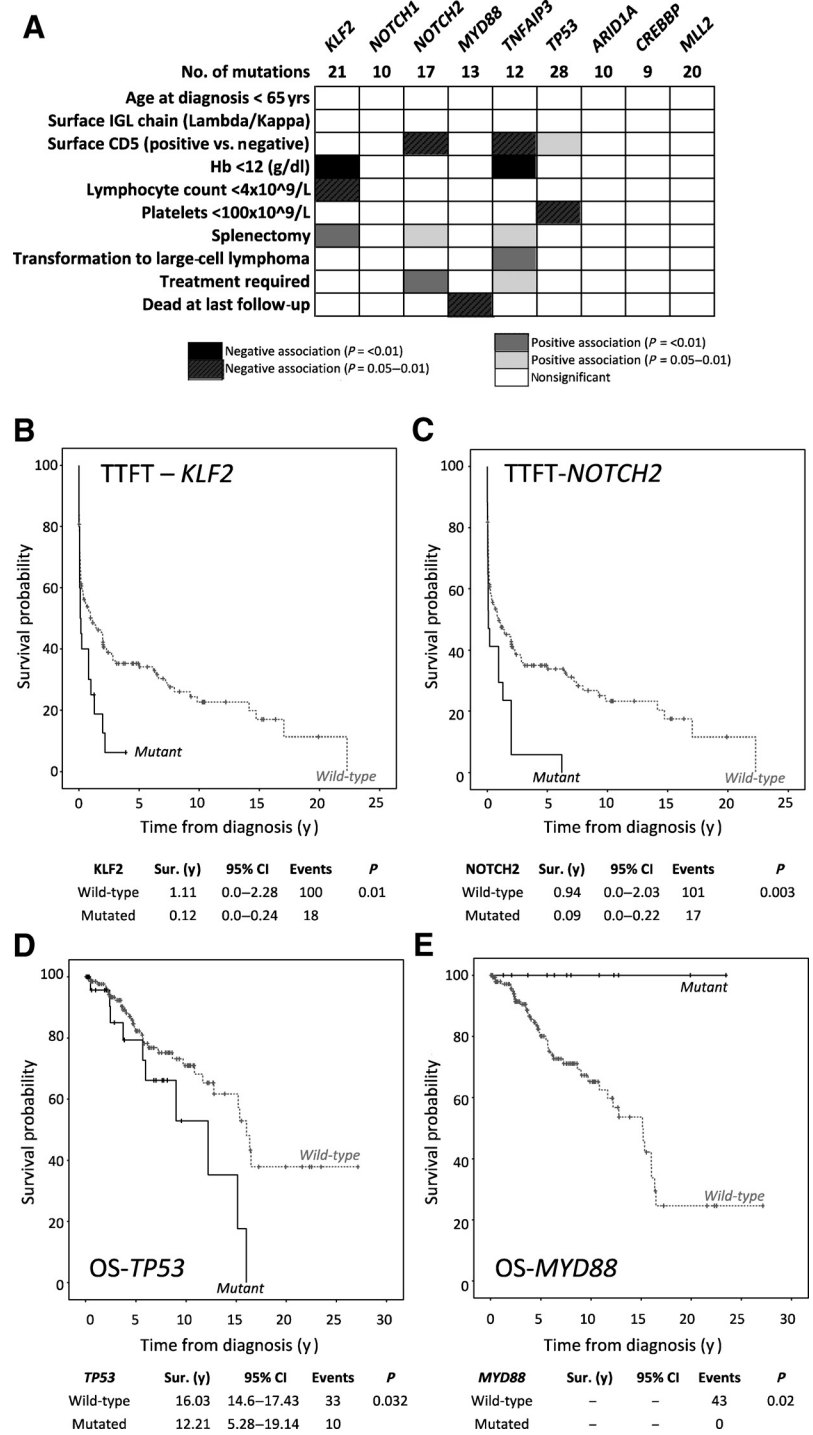 A
KLF2 NOTCH1 NOTCH2 MYD88 TNFAIP3 TP53 ARID1A CREBBP MLL2
No. of mutations 21 10 17 13 12 28 10 9 20
Age at diagnosis < 65 yrs
Surface IGL chain (Lambda/Kappa)
Surface CD5 (positive vs. negative)
Hb <12 (g/dl)
Lymphocyte count <4x10^9/L
Platelets <100x10^9/L
Splenectomy
Transformation to large-cell lymphoma
Treatment required
Dead at last follow-up
Negative association (P = <0.01)
Negative association (P = 0.05–0.01)
Positive association (P = <0.01)
Positive association (P = 0.05–0.01)
Nonsignificant
B
TTFT – KLF2
Survival probability
100
80
60
40
20
0
Mutant
Wild-type
0 5 10 15 20 25
Time from diagnosis (y)
KLF2 Sur. (y) 95% CI Events P
Wild-type 1.11 0.0–2.28 100 0.01
Mutated 0.12 0.0–0.24 18
C
TTFT-NOTCH2
Survival probability
100
80
60
40
20
0
Mutant
Wild-type
0 5 10 15 20 25
Time from diagnosis (y)
NOTCH2 Sur. (y) 95% CI Events P
Wild-type 0.94 0.0–2.03 101 0.003
Mutated 0.09 0.0–0.22 17
D
Survival probability
100
80
60
40
20
0
Wild-type
OS-TP53
Mutant
0 5 10 15 20 25 30
Time from diagnosis (y)
TP53 Sur. (y) 95% CI Events P
Wild-type 16.03 14.6–17.43 33 0.032
Mutated 12.21 5.28–19.14 10
E
Survival probability
100
80
60
40
20
0
Mutant
Wild-type
OS-MYD88
0 5 10 15 20 25 30
Time from diagnosis (y)
MYD88 Sur. (y) 95% CI Events P
Wild-type – – 43 0.02
Mutated – – 0